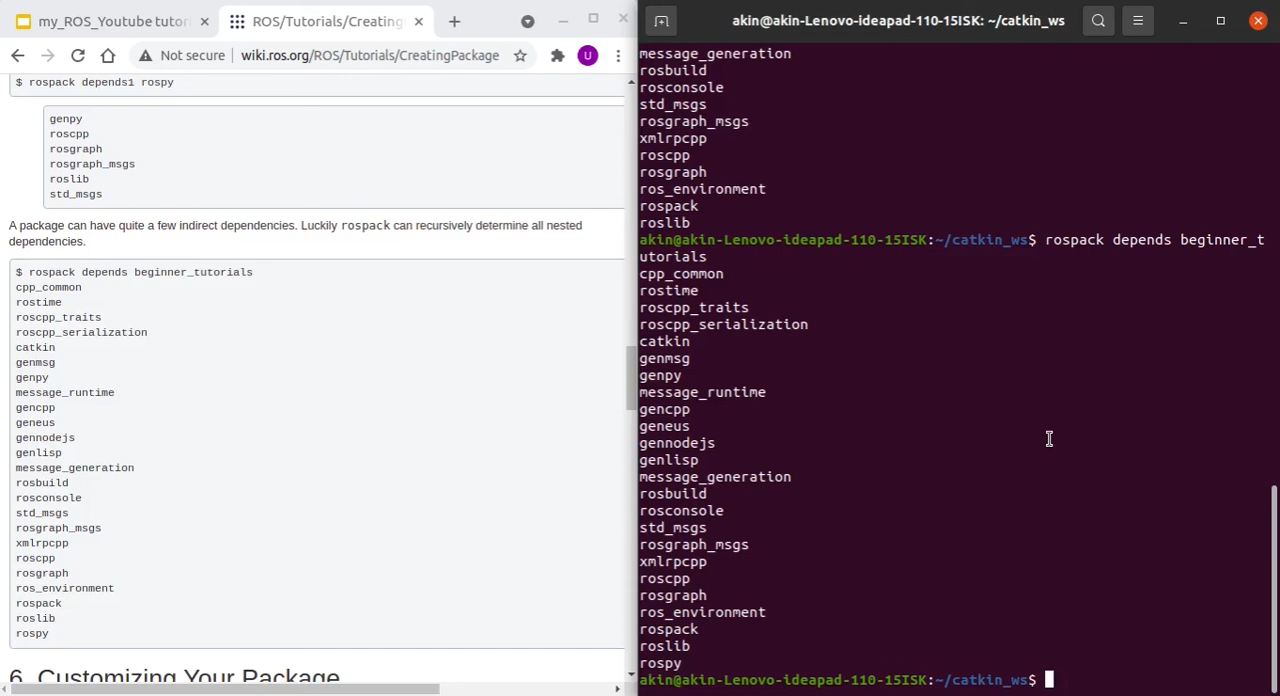 my_ROS_Youtube tutori
ROS/Tutorials/Creating
Not secure
wiki.ros.org/ROS/Tutorials/CreatingPackage
U
$ rospack depends1 rospy
genpy
roscpp
rosgraph
rosgraph_msgs
roslib
std_msgs
A package can have quite a few indirect dependencies. Luckily rospack can recursively determine all nested
dependencies.
$ rospack depends beginner_tutorials
cpp_common
rostime
roscpp_traits
roscpp_serialization
catkin
genmsg
genpy
message_runtime
gencpp
geneus
gennodejs
genlisp
message_generation
rosbuild
rosconsole
std_msgs
rosgraph_msgs
xmlrpcpp
roscpp
rosgraph
ros_environment
rospack
roslib
rospy
6. Customizing Your Package
akin@akin-Lenovo-ideapad-110-15ISK: ~/catkin_ws
message_generation
rosbuild
rosconsole
std_msgs
rosgraph_msgs
xmlrpcpp
roscpp
rosgraph
ros_environment
rospack
roslib
akin@akin-Lenovo-ideapad-110-15ISK:~/catkin_ws$ rospack depends beginner_t
utorials
cpp_common
rostime
roscpp_traits
roscpp_serialization
catkin
genmsg
genpy
message_runtime
gencpp
geneus
gennodejs
genlisp
message_generation
rosbuild
rosconsole
std_msgs
rosgraph_msgs
xmlrpcpp
roscpp
rosgraph
ros_environment
rospack
roslib
rospy
akin@akin-Lenovo-ideapad-110-15ISK:~/catkin_ws$